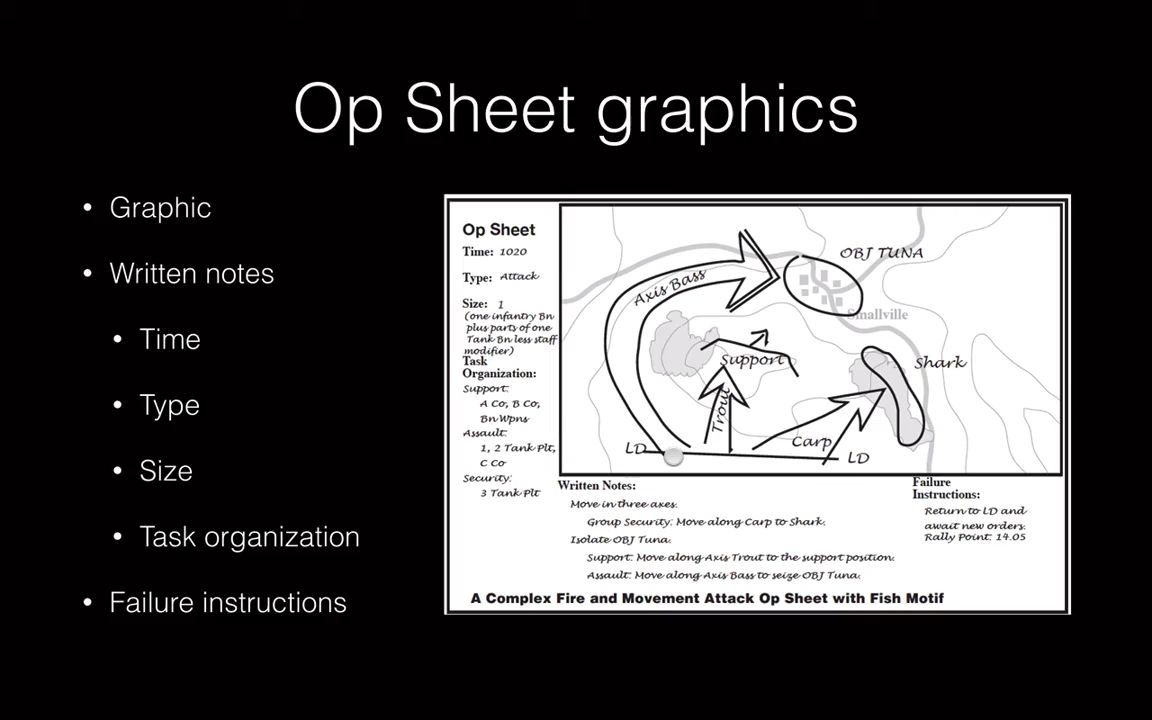 Op Sheet graphics
• Graphic
• Written notes
• Time
• Type
• Size
• Task organization
• Failure instructions
Op Sheet
Time: 1020
Type: Attack
Size: 1
(one infantry Bn
plus parts of one
Tank Bn less staff
modifier)
Task
Organization:
Support:
A Co, B Co,
Bn Wpns
Assault:
1, 2 Tank Plt,
C Co
Security:
3 Tank Plt
OBJ TUNA
Axis Bass
Smallville
Support
Shark
Trout
Carp
LD
LD
Written Notes:
Move in three axes.
Group Security: Move along Carp to Shark.
Isolate OBJ Tuna.
Support: Move along Axis Trout to the support position.
Assault: Move along Axis Bass to seize OBJ Tuna.
Failure
Instructions:
Return to LD and
await new orders.
Rally Point: 14.05
A Complex Fire and Movement Attack Op Sheet with Fish Motif